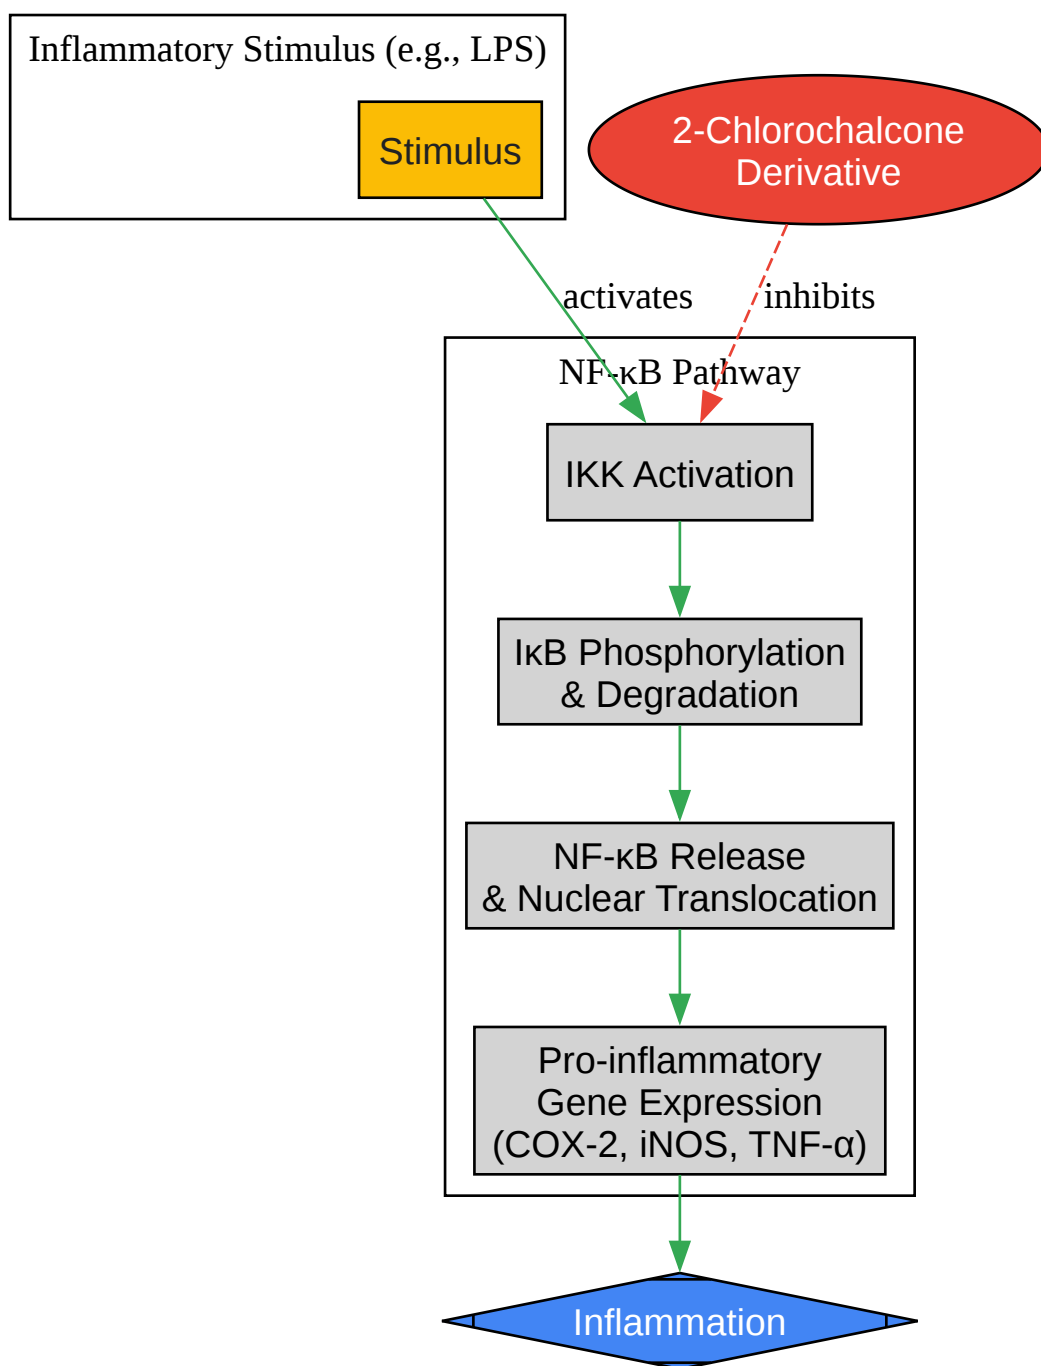 Inflammatory Stimulus (e.g., LPS)
Stimulus
2-Chlorochalcone
Derivative
activates
inhibits
NF-κB Pathway
IKK Activation
IκB Phosphorylation
& Degradation
NF-κB Release
& Nuclear Translocation
Pro-inflammatory
Gene Expression
(COX-2, iNOS, TNF-α)
Inflammation